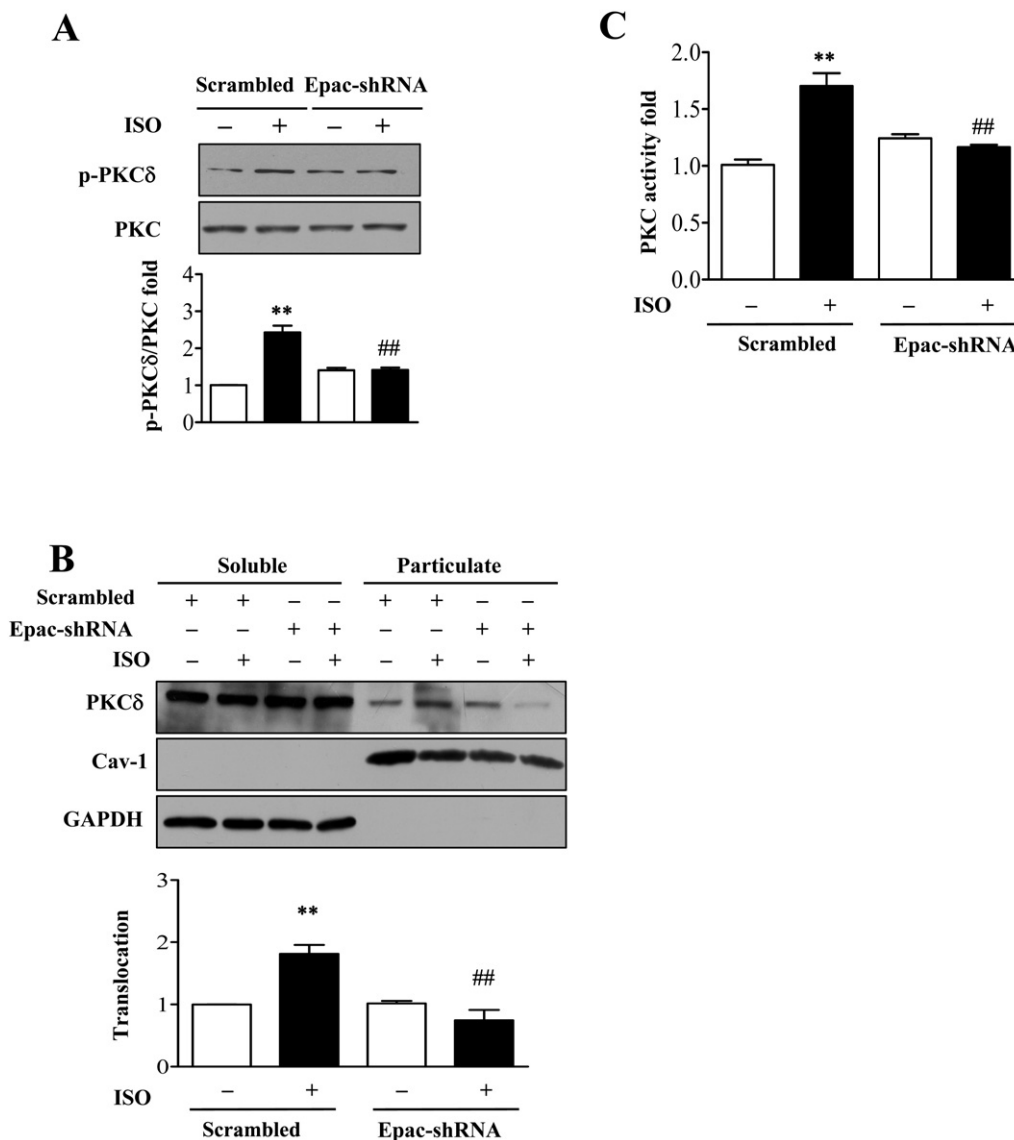 A
Scrambled Epac-shRNA
ISO – + – +
p-PKCδ
PKC
p-PKCδ/PKC fold
4
3
2
1
0
**
##
C
PKC activity fold
2.0
1.5
1.0
0.5
0.0
**
##
ISO – + – +
Scrambled Epac-shRNA
B
Soluble Particulate
Scrambled + + – – + + – –
Epac-shRNA – – + + – – + +
ISO – + – + – + – +
PKCδ
Cav-1
GAPDH
Translocation
3
2
1
0
**
##
ISO – + – +
Scrambled Epac-shRNA